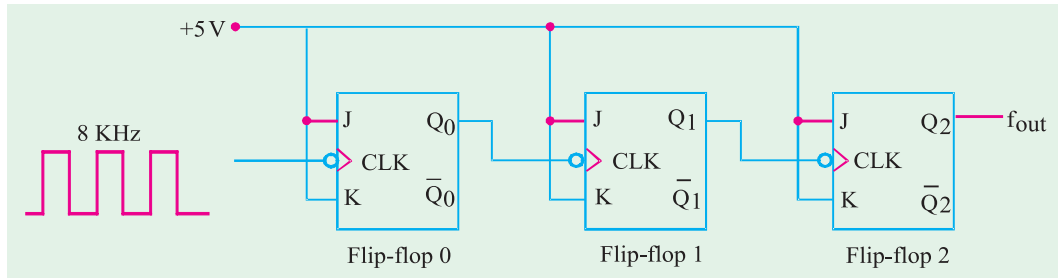 +5 V
8 KHz
J Q0 J Q1 J Q2 fout
CLK CLK CLK
K Q̅0 K Q̅1 K Q̅2
Flip-flop 0 Flip-flop 1 Flip-flop 2